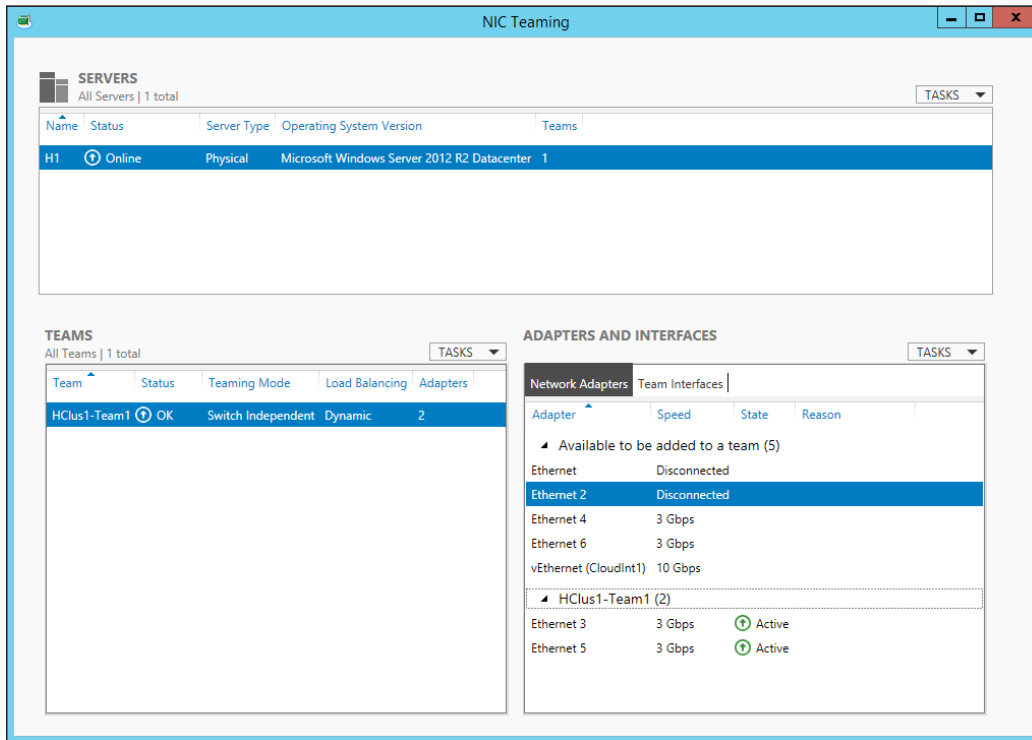 NIC Teaming
SERVERS
All Servers | 1 total
TASKS
Name Status Server Type Operating System Version Teams
H1 Online Physical Microsoft Windows Server 2012 R2 Datacenter 1
TEAMS
All Teams | 1 total
TASKS
Team Status Teaming Mode Load Balancing Adapters
HClus1-Team1 OK Switch Independent Dynamic 2
ADAPTERS AND INTERFACES
TASKS
Network Adapters Team Interfaces
Adapter Speed State Reason
Available to be added to a team (5)
Ethernet Disconnected
Ethernet 2 Disconnected
Ethernet 4 3 Gbps
Ethernet 6 3 Gbps
vEthernet (CloudInt1) 10 Gbps
HClus1-Team1 (2)
Ethernet 3 3 Gbps Active
Ethernet 5 3 Gbps Active